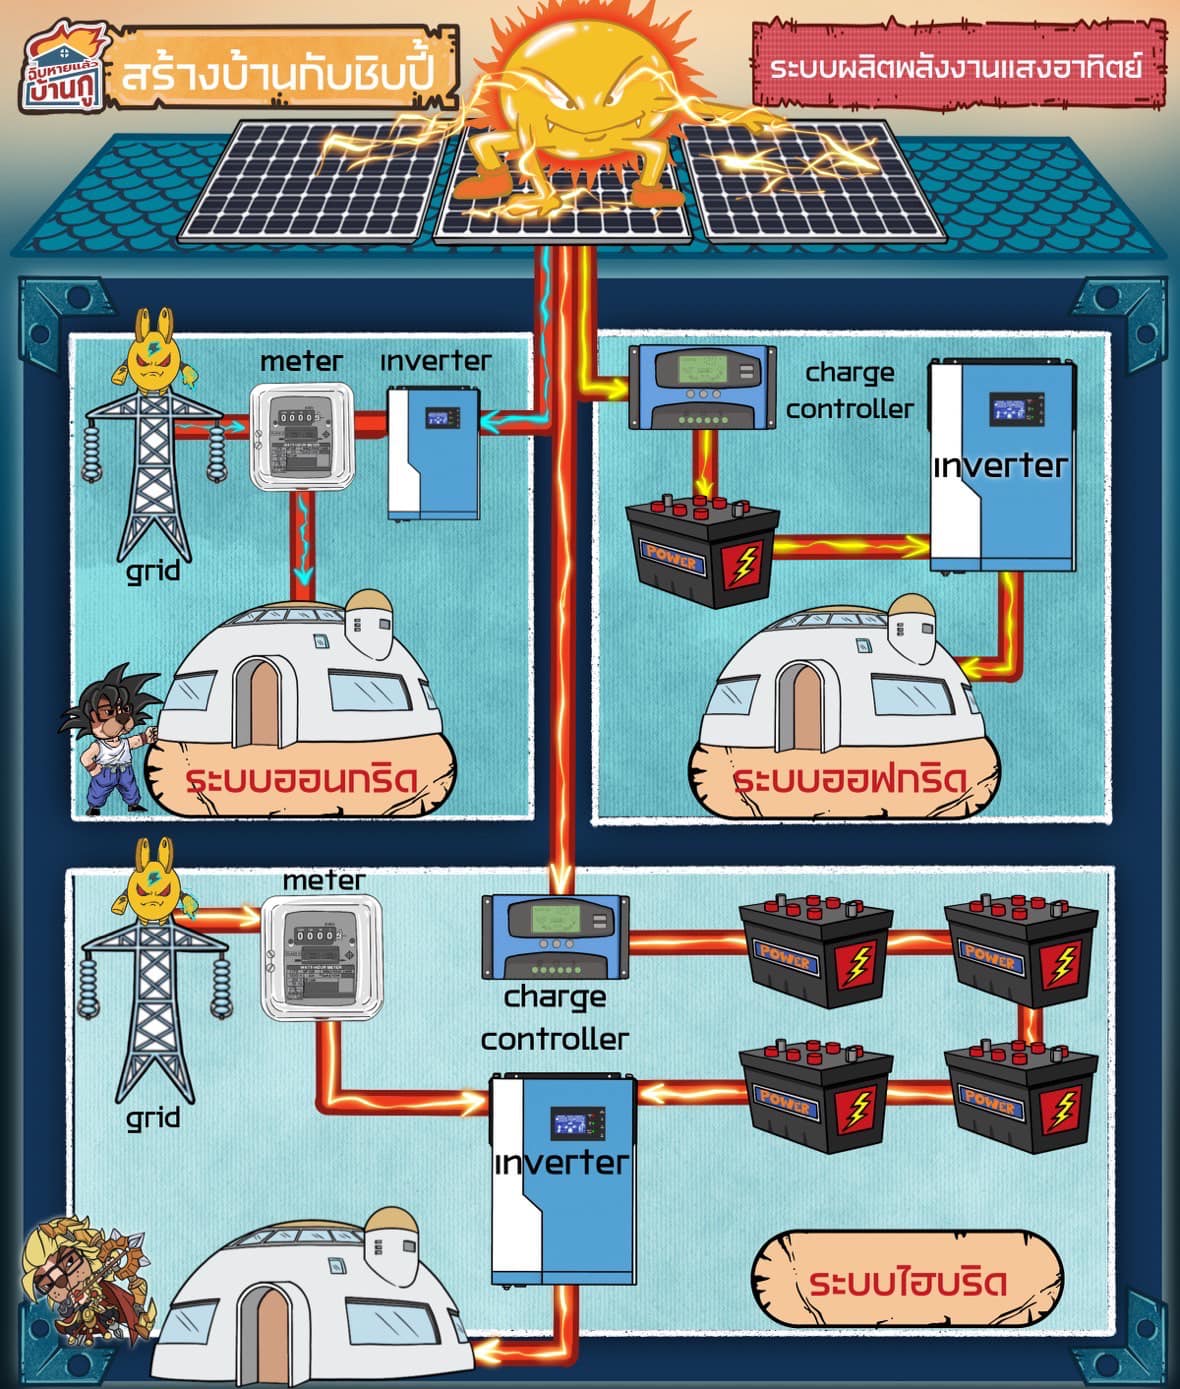 ฉิบหายแล้ว
บ้านกู
สร้างบ้านกับชิบปี้
ระบบผลิตพลังงานแสงอาทิตย์
meter
inverter
grid
ระบบออนกริด
charge
controller
inverter
POWER
ระบบออฟกริด
meter
grid
charge
controller
POWER
POWER
POWER
POWER
inverter
ระบบไฮบริด